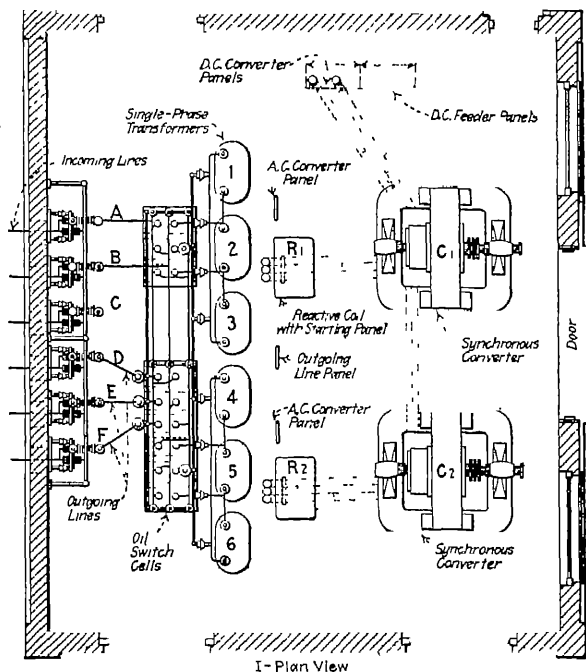 D.C. Converter
Panels
Single-Phase
Transformers
D.C. Feeder Panels
Incoming Lines
A.C. Converter
Panel
1
A
2
B
R1
C1
C
3
Reactive Coil
with Starting Panel
Synchronous
Converter
Door
D
Outgoing
Line Panel
E
4
A.C. Converter
Panel
F
5
R2
C2
Outgoing
Lines
Oil
Switch
Cells
6
Synchronous
Converter
I-Plan View